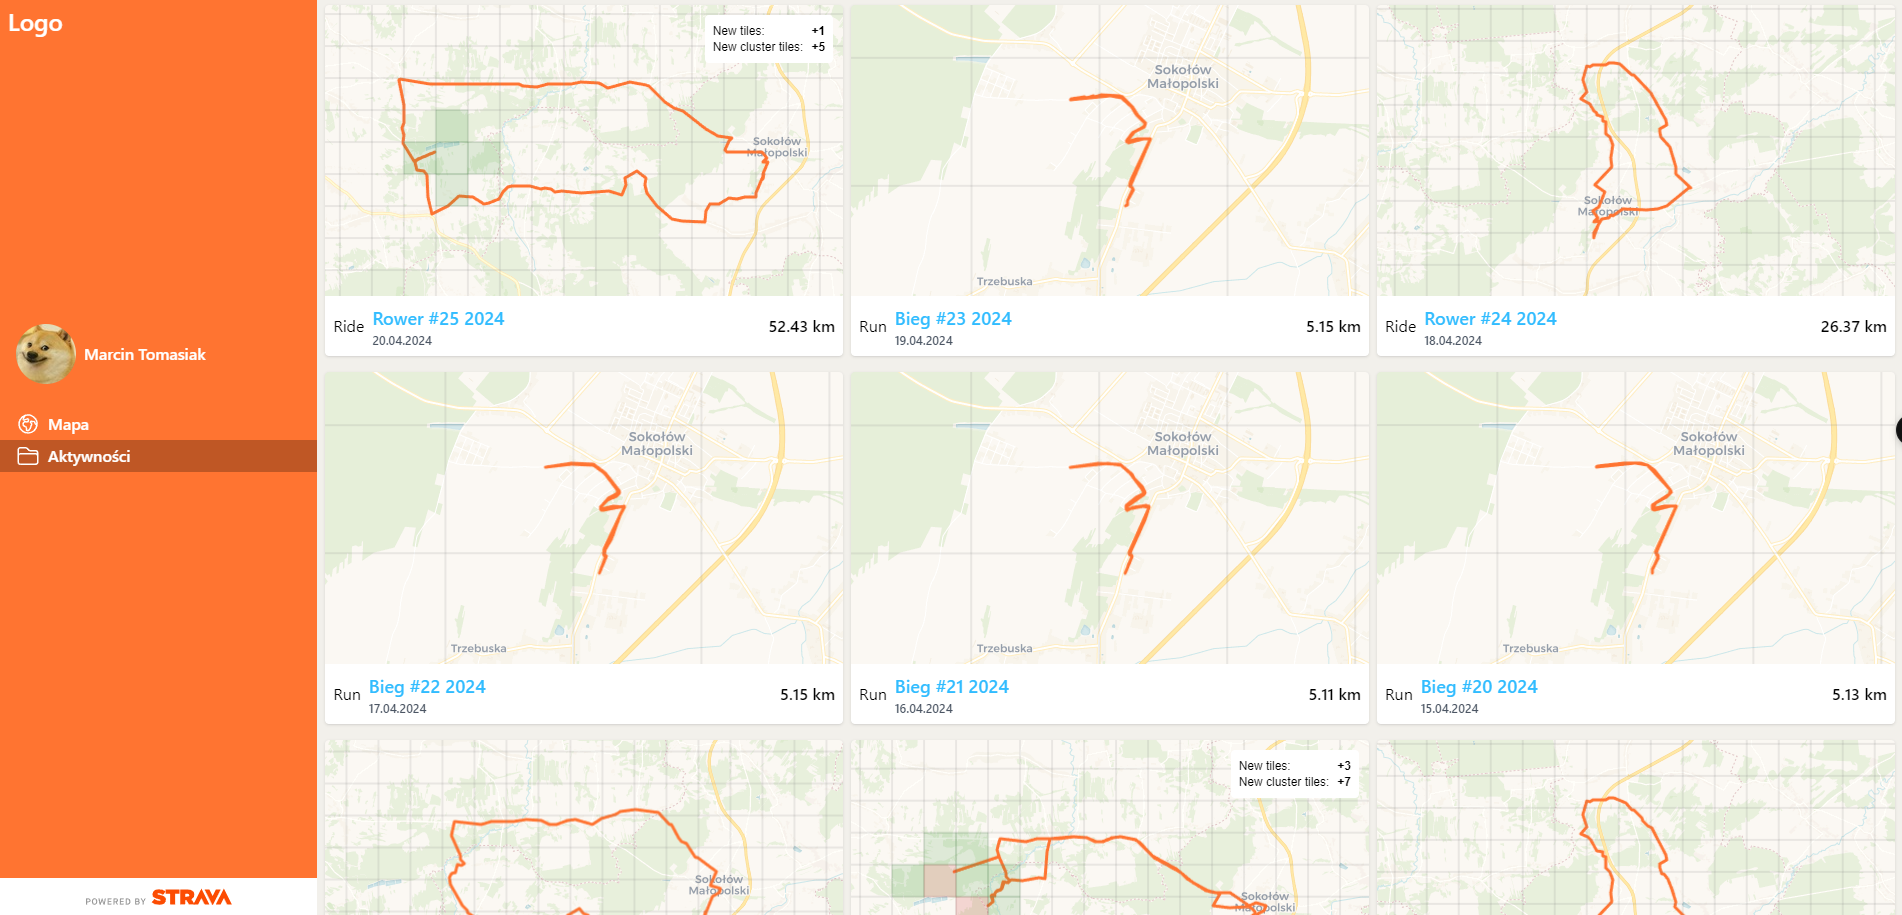 Logo
Marcin Tomasiak
Mapa
Aktywności
POWERED BY STRAVA
New tiles: +1
New cluster tiles: +5
Sokołów
Małopolski
Ride
Rower #25 2024
20.04.2024
52.43 km
Sokołów
Małopolski
Trzebuska
Run
Bieg #23 2024
19.04.2024
5.15 km
Sokołów
Małopolski
Ride
Rower #24 2024
18.04.2024
26.37 km
Sokołów
Małopolski
Trzebuska
Run
Bieg #22 2024
17.04.2024
5.15 km
Sokołów
Małopolski
Trzebuska
Run
Bieg #21 2024
16.04.2024
5.11 km
Sokołów
Małopolski
Trzebuska
Run
Bieg #20 2024
15.04.2024
5.13 km
Sokołów
Małopolski
New tiles: +3
New cluster tiles: +7
Sokołów
Małopolski